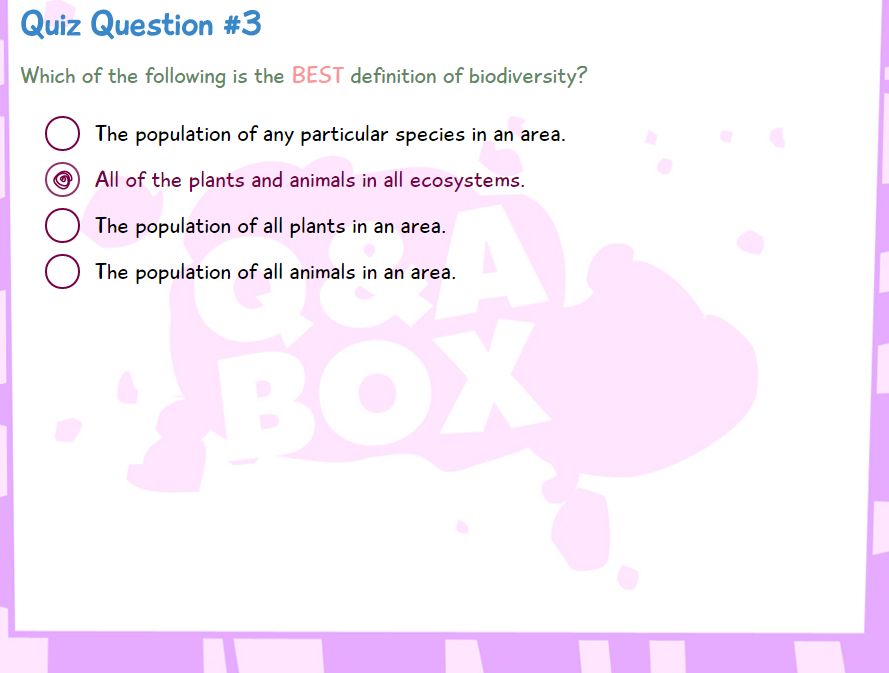 Quiz Question #3
Which of the following is the BEST definition of biodiversity?
The population of any particular species in an area.
All of the plants and animals in all ecosystems.
The population of all plants in an area.
The population of all animals in an area.
Q&A
BOX